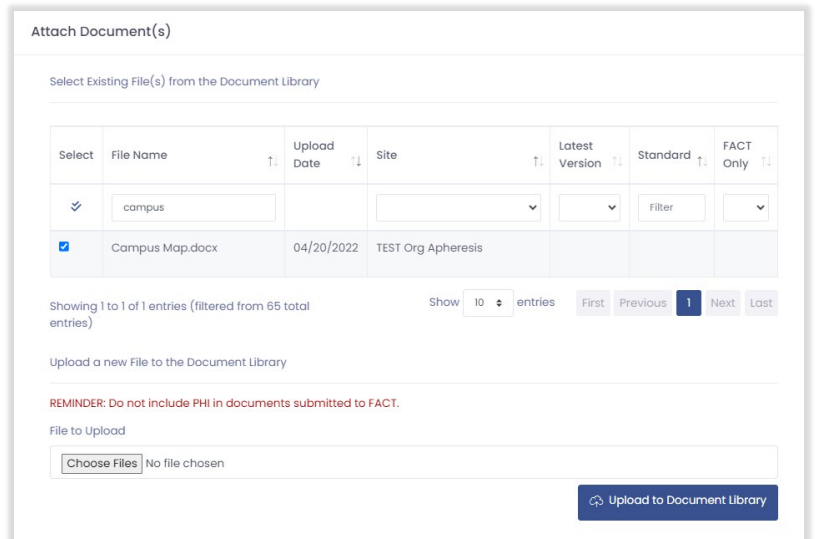 Attach Document(s)
Select Existing File(s) from the Document Library
Select File Name Upload Date Site Latest Version Standard FACT Only
campus Filter
Campus Map.docx 04/20/2022 TEST Org Apheresis
Showing 1 to 1 of 1 entries (filtered from 65 total
entries)
Show 10 entries First Previous 1 Next Last
Upload a new File to the Document Library
REMINDER: Do not include PHI in documents submitted to FACT.
File to Upload
Choose Files No file chosen
Upload to Document Library